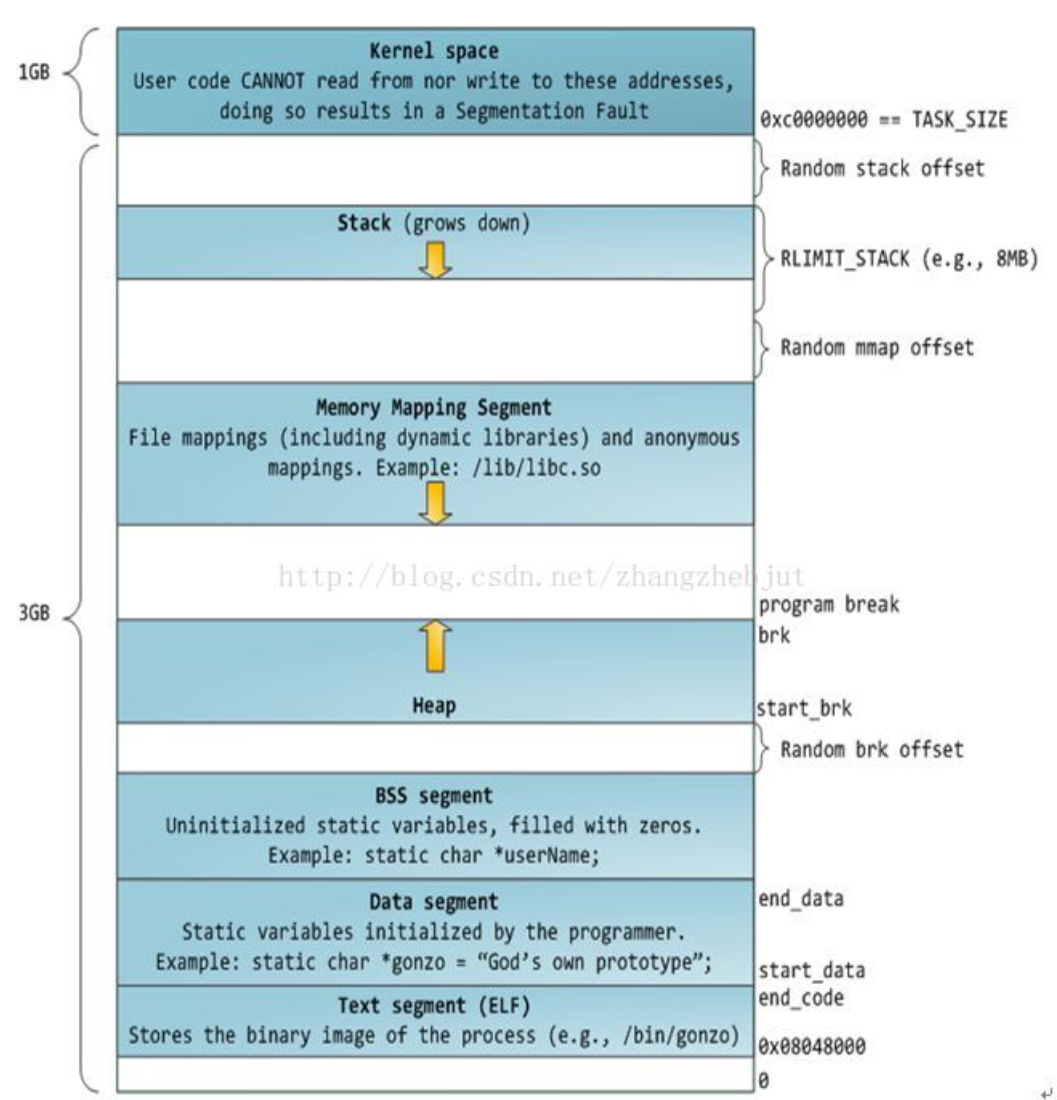 1GB
Kernel space
User code CANNOT read from nor write to these addresses,
doing so results in a Segmentation Fault
0xc0000000 == TASK_SIZE
Random stack offset
Stack (grows down)
RLIMIT_STACK (e.g., 8MB)
Random mmap offset
Memory Mapping Segment
File mappings (including dynamic libraries) and anonymous
mappings. Example: /lib/libc.so
http://blog.csdn.net/zhangzhebjut
3GB
program break
brk
Heap
start_brk
Random brk offset
BSS segment
Uninitialized static variables, filled with zeros.
Example: static char *userName;
Data segment
Static variables initialized by the programmer.
Example: static char *gonzo = “God’s own prototype”;
end_data
start_data
end_code
Text segment (ELF)
Stores the binary image of the process (e.g., /bin/gonzo)
0x08048000
0